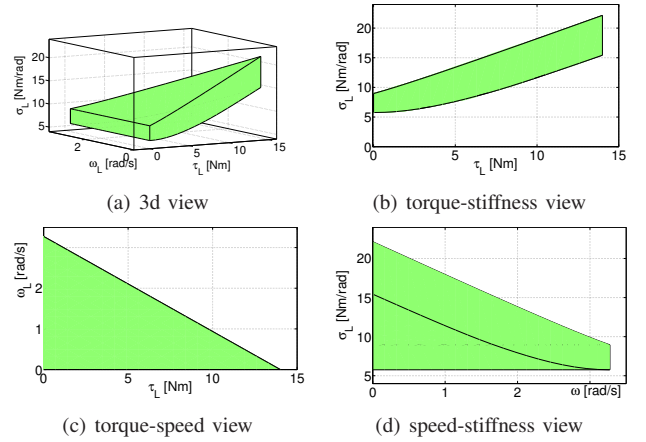 20
15
10
5
σL [Nm/rad]
2
0
ωL [rad/s]
0
5
10
15
τL [Nm]
(a) 3d view
20
15
10
5
0
σL [Nm/rad]
0
5
10
15
τL [Nm]
(b) torque-stiffness view
2
1
0
ωL [rad/s]
0
5
10
15
τL [Nm]
(c) torque-speed view
20
15
10
5
σL [Nm/rad]
0
2
ω [rad/s]
(d) speed-stiffness view